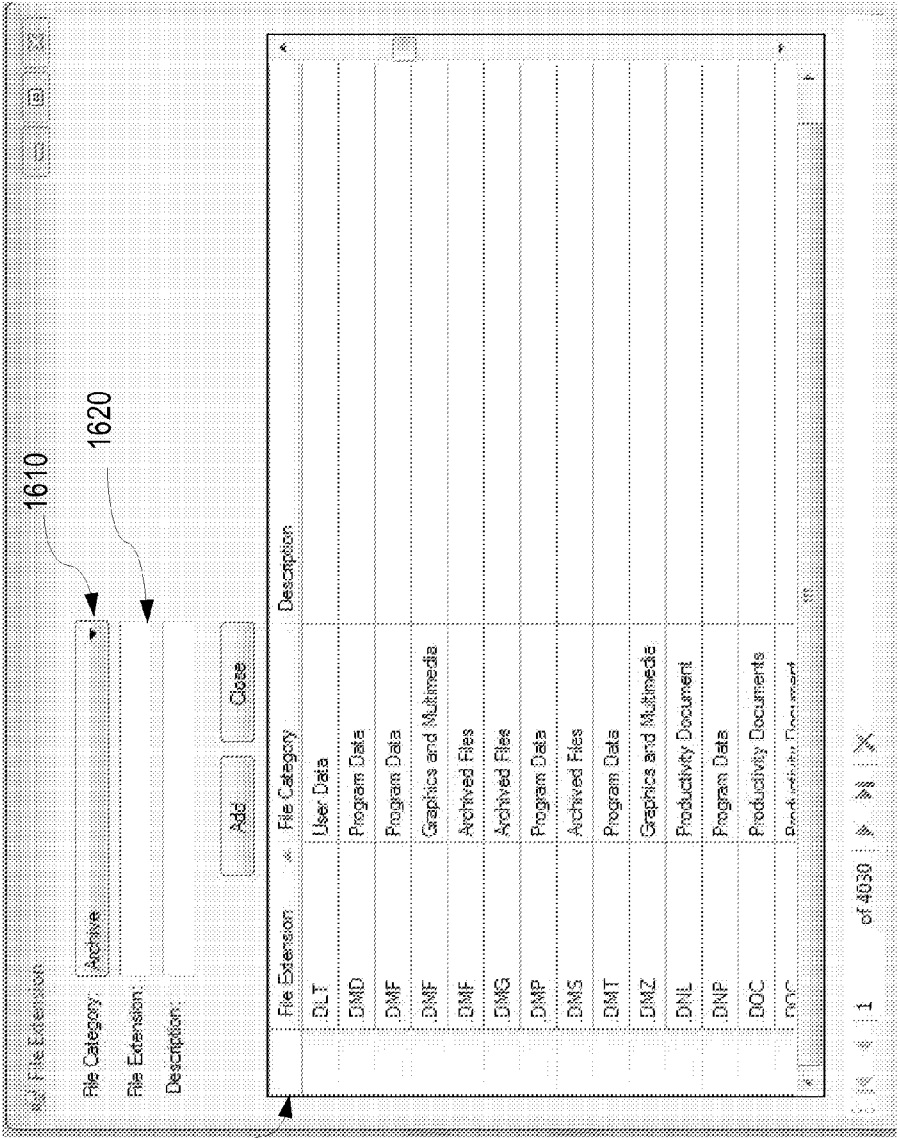 File Extension
1610
1620
File Category: Archive
File Extension:
Description:
Add Close
File Extension File Category Description
.DLT User Data
.DMD Program Data
.DMF Program Data
.DMF Graphics and Multimedia
.DMF Archived Files
.DMG Archived Files
.DMP Program Data
.DMS Archived Files
.DMT Program Data
.DMZ Graphics and Multimedia
.DNL Productivity Document
.DNP Program Data
.DOC Productivity Documents
.DOC Productivity Document
1 of 4030